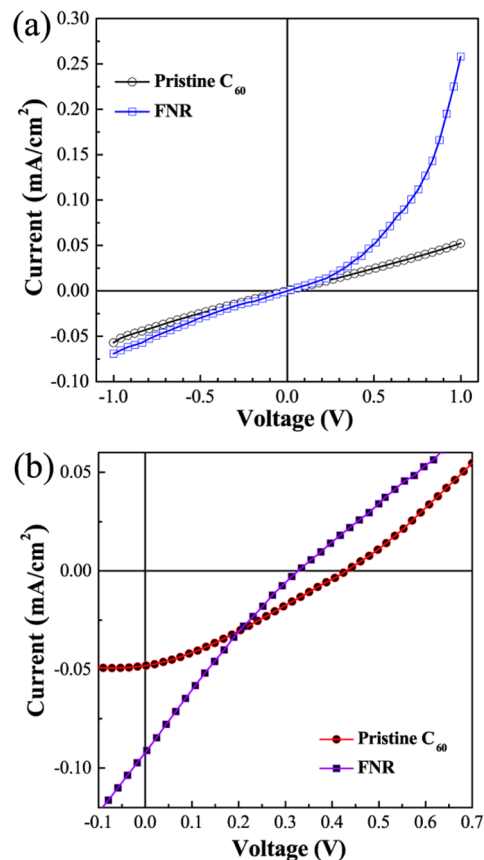 (a)
0.30
0.25
0.20
0.15
0.10
0.05
0.00
-0.05
-0.10
Current (mA/cm²)
Pristine C₆₀
FNR
-1.0 -0.5 0.0 0.5 1.0
Voltage (V)
(b)
0.05
0.00
-0.05
-0.10
Current (mA/cm²)
Pristine C₆₀
FNR
-0.1 0.0 0.1 0.2 0.3 0.4 0.5 0.6 0.7
Voltage (V)